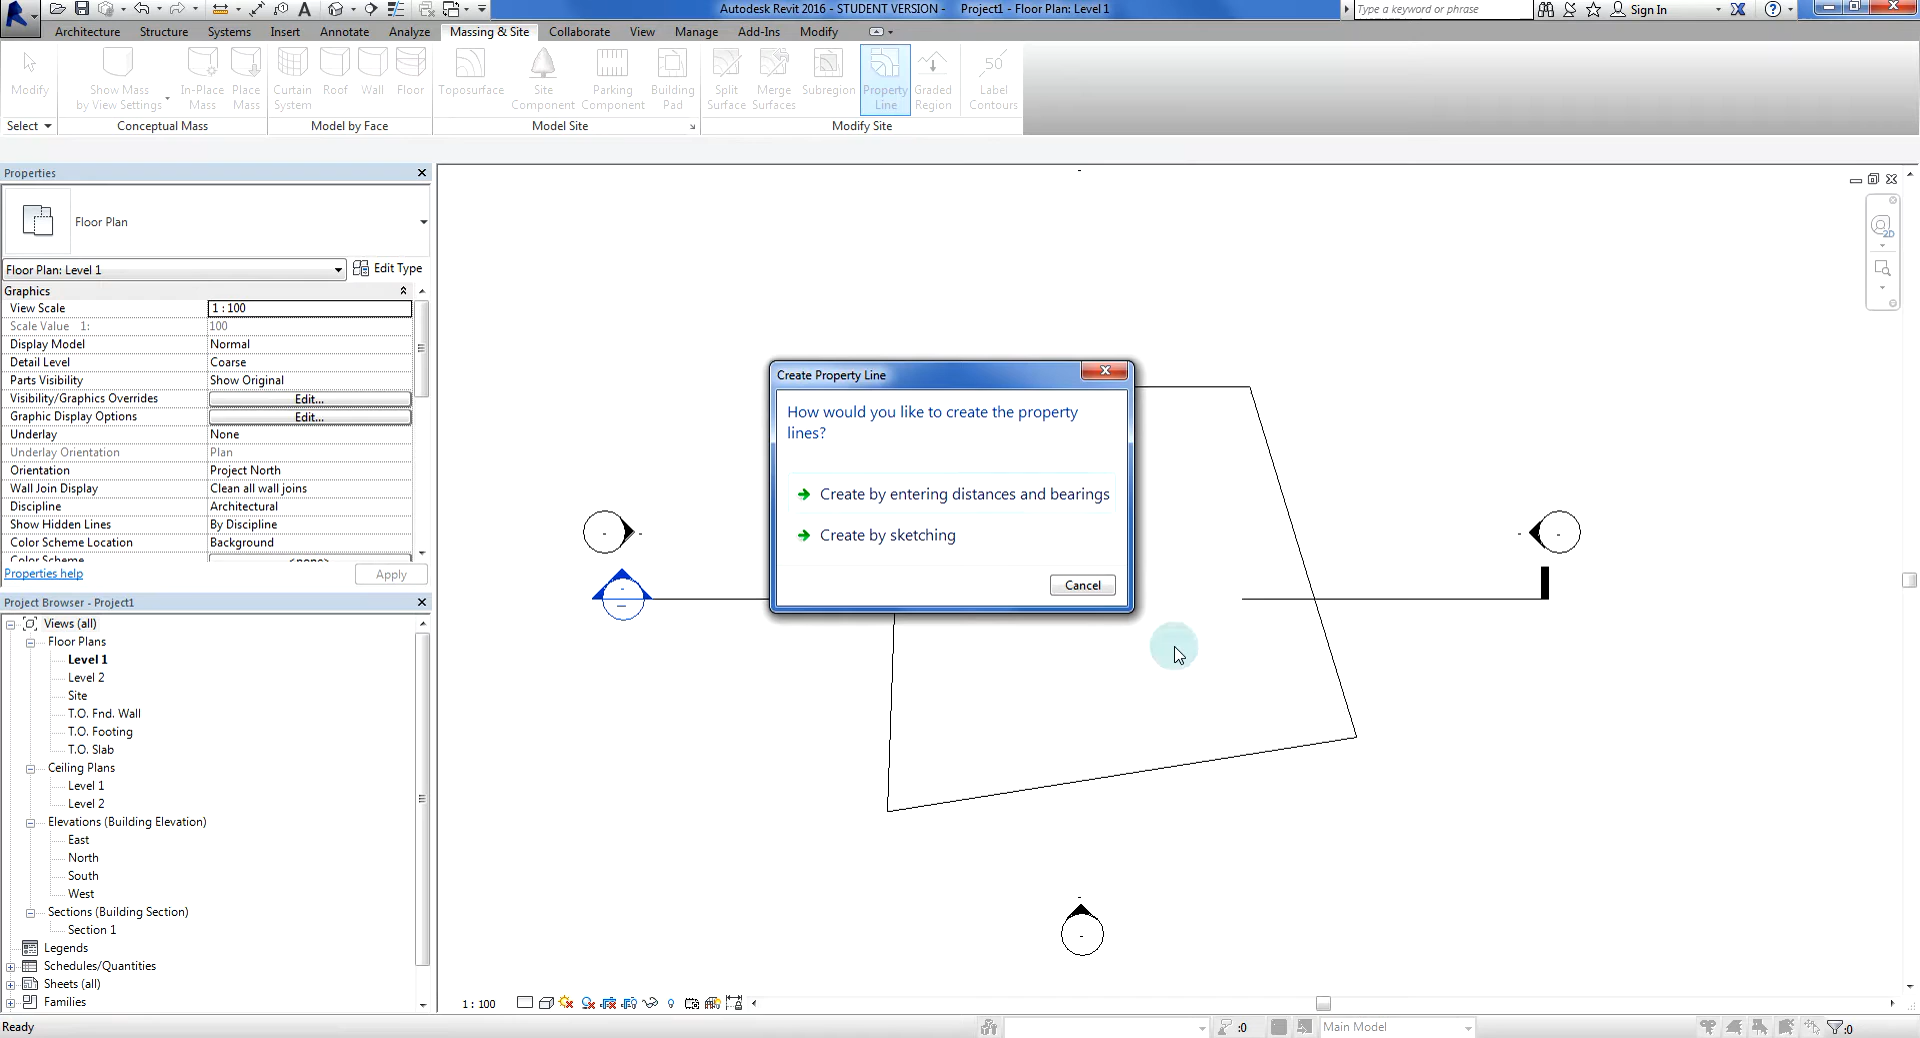 Autodesk Revit 2016 - STUDENT VERSION - Project1 - Floor Plan: Level 1
Type a keyword or phrase
Sign In
Architecture Structure Systems Insert Annotate Analyze Massing & Site Collaborate View Manage Add-Ins Modify
Modify
Show Mass
by View Settings
In-Place
Mass
Place
Mass
Curtain
System
Roof
Wall
Floor
Toposurface
Site
Component
Parking
Component
Building
Pad
Split
Surface
Merge
Surfaces
Subregion
Property
Line
Graded
Region
50
Label
Contours
Select
Conceptual Mass
Model by Face
Model Site
Modify Site
Properties
Floor Plan
Floor Plan: Level 1
Edit Type
Graphics
View Scale 1 : 100
Scale Value 1: 100
Display Model Normal
Detail Level Coarse
Parts Visibility Show Original
Visibility/Graphics Overrides Edit...
Graphic Display Options Edit...
Underlay None
Underlay Orientation Plan
Orientation Project North
Wall Join Display Clean all wall joins
Discipline Architectural
Show Hidden Lines By Discipline
Color Scheme Location Background
Color Scheme <none>
Properties help
Apply
Project Browser - Project1
Views (all)
Floor Plans
Level 1
Level 2
Site
T.O. Fnd. Wall
T.O. Footing
T.O. Slab
Ceiling Plans
Level 1
Level 2
Elevations (Building Elevation)
East
North
South
West
Sections (Building Section)
Section 1
Legends
Schedules/Quantities
Sheets (all)
Families
Create Property Line
How would you like to create the property
lines?
Create by entering distances and bearings
Create by sketching
Cancel
2D
1 : 100
Ready
:0
Main Model
:0